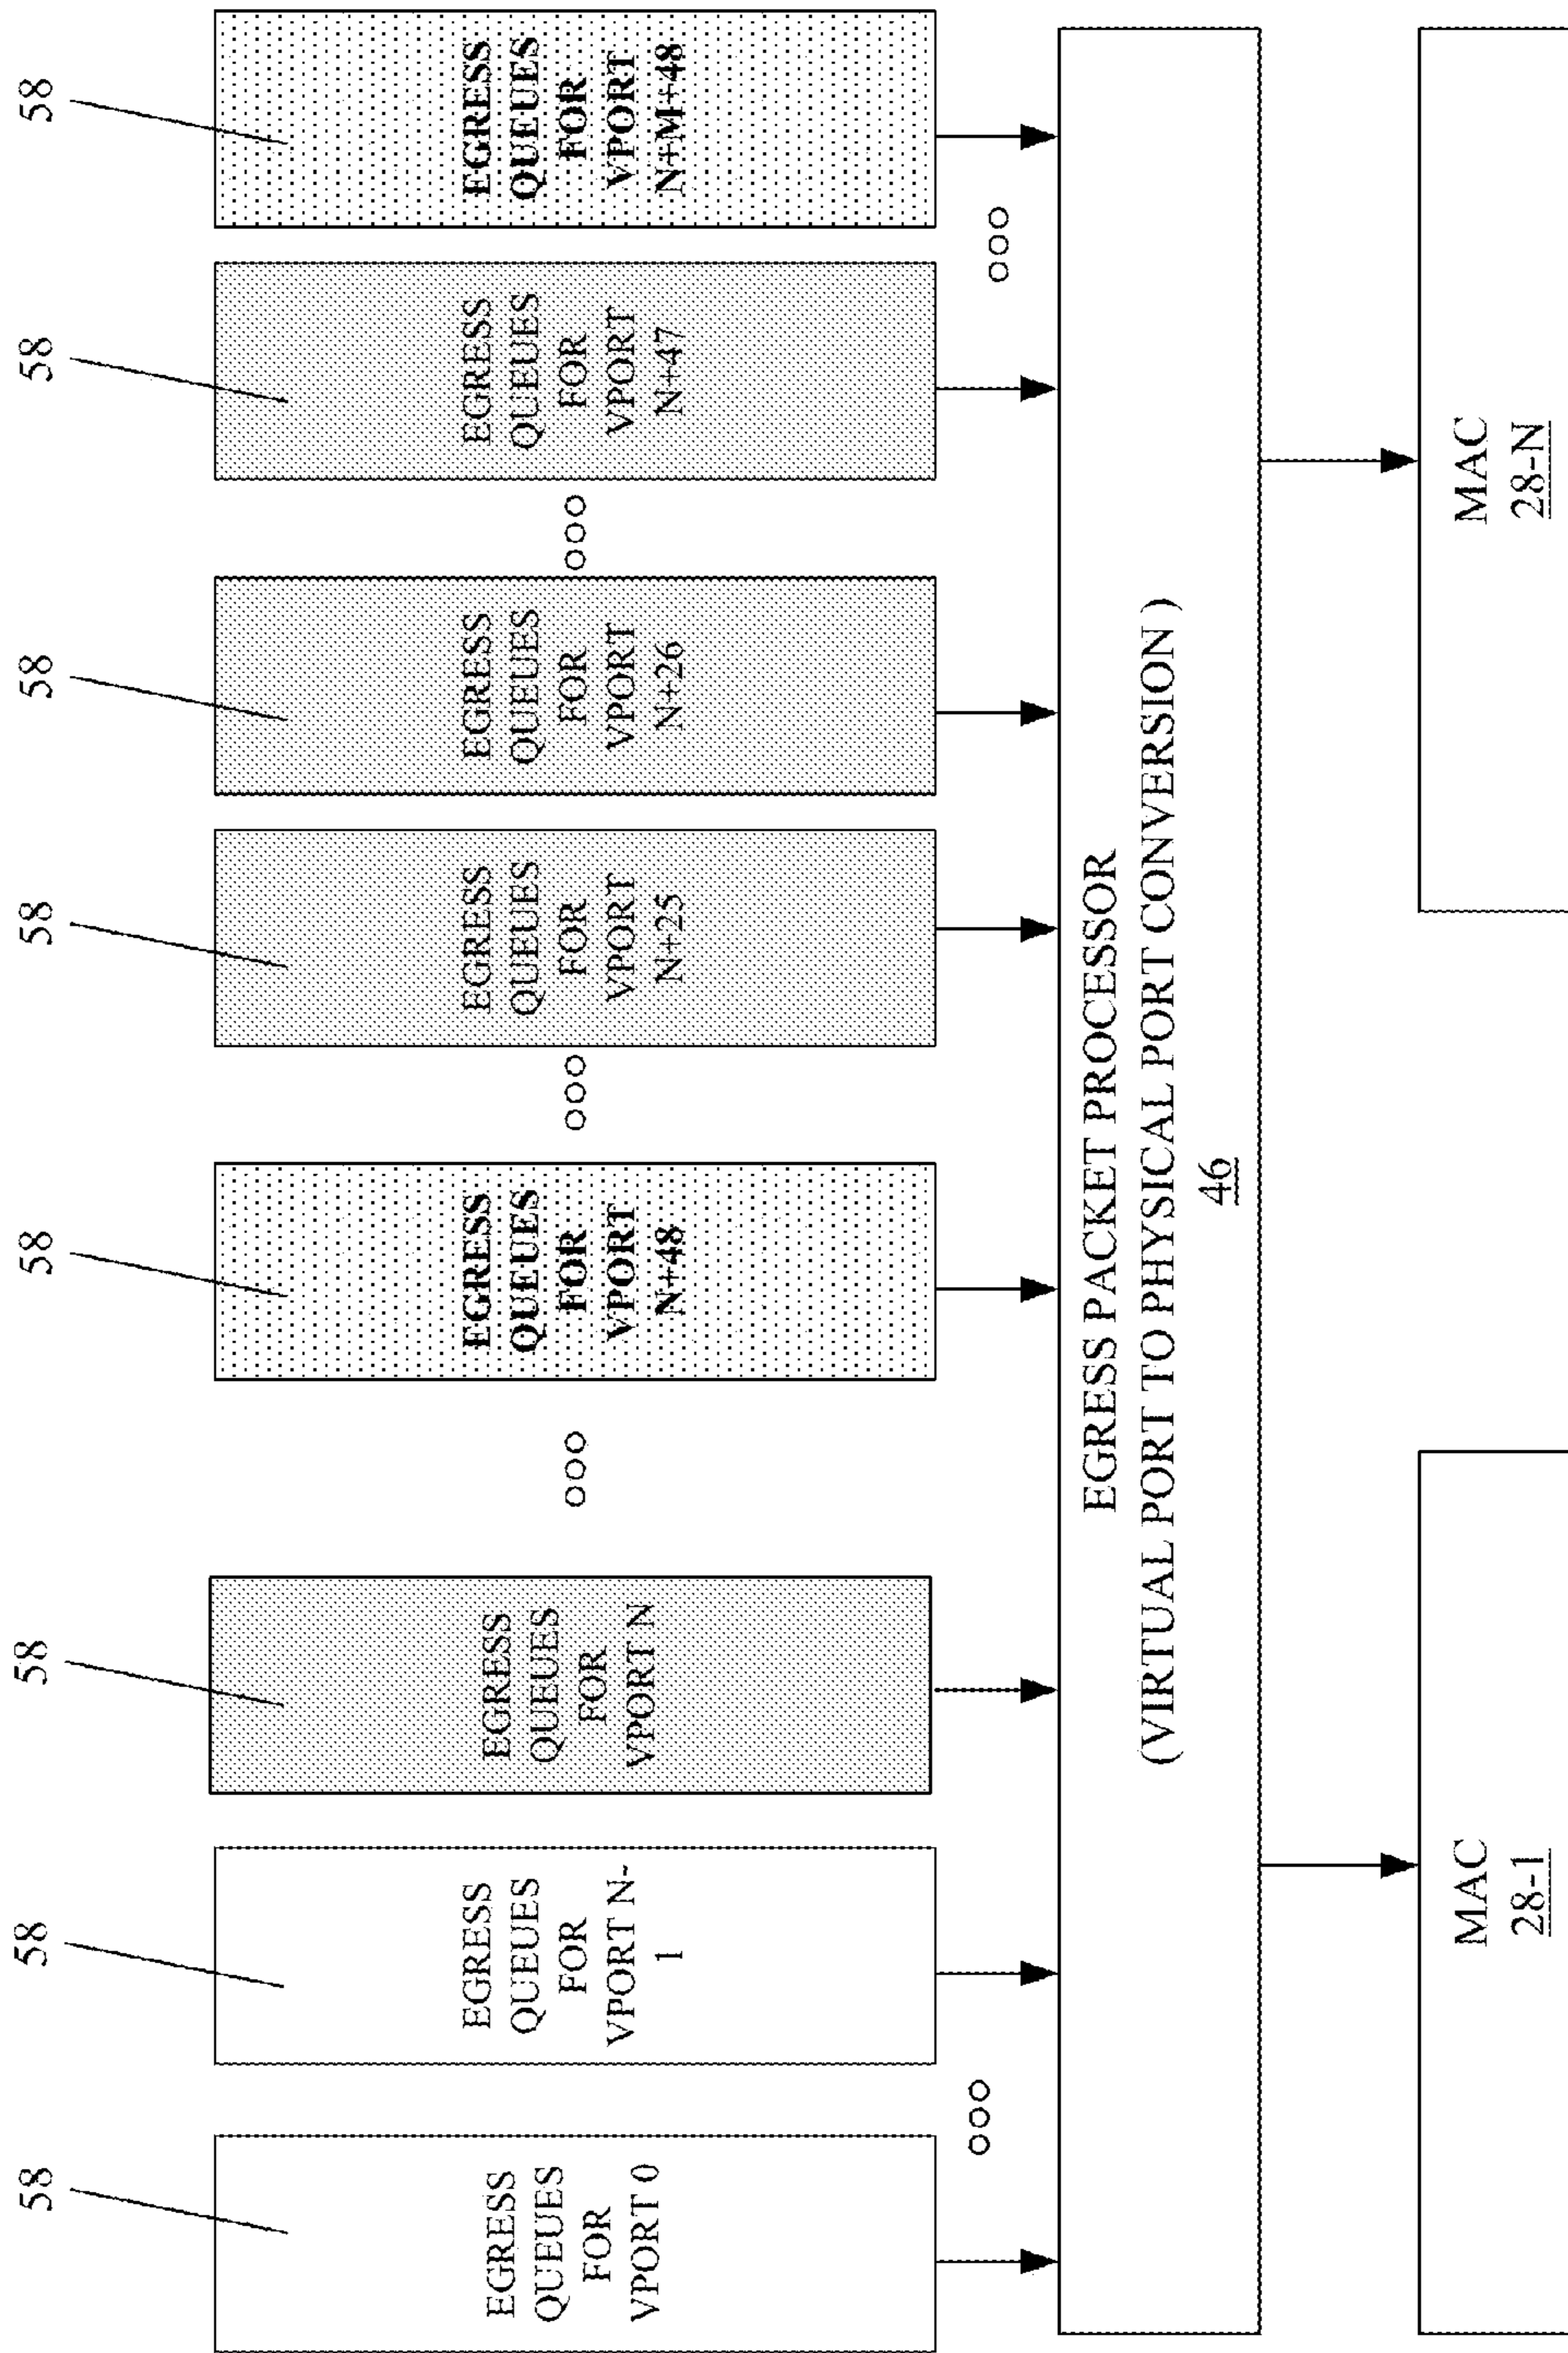 58
58
58
58
58
58
58
58
EGRESS
QUEUES
FOR
VPORT 0
EGRESS
QUEUES
FOR
VPORT N-
1
EGRESS
QUEUES
FOR
VPORT N
EGRESS
QUEUES
FOR
VPORT
N+48
EGRESS
QUEUES
FOR
VPORT
N+25
EGRESS
QUEUES
FOR
VPORT
N+26
EGRESS
QUEUES
FOR
VPORT
N+47
EGRESS
QUEUES
FOR
VPORT
N+M+48
EGRESS PACKET PROCESSOR
(VIRTUAL PORT TO PHYSICAL PORT CONVERSION )
46
MAC
28-1
MAC
28-N